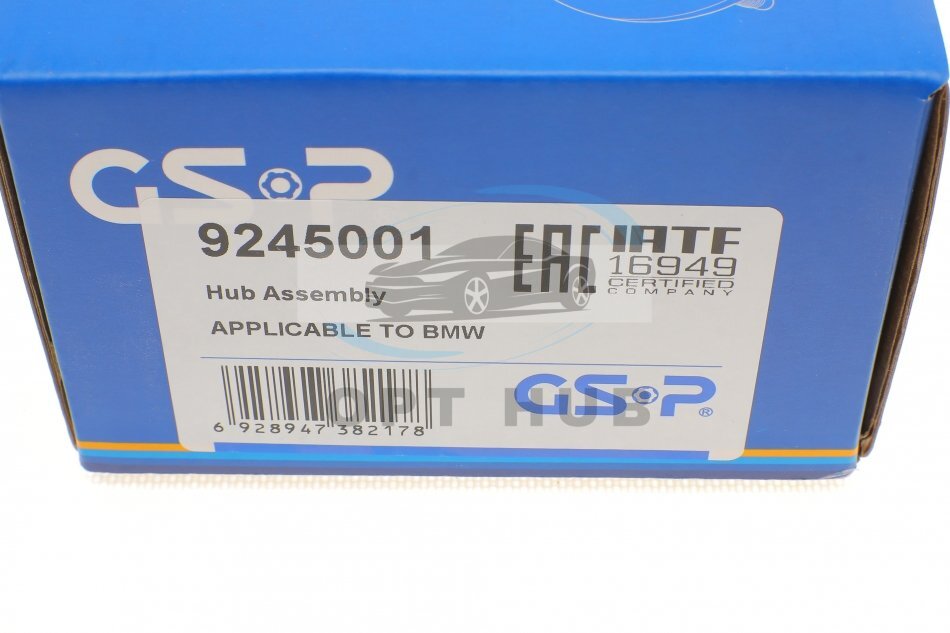 GSP
9245001
EAC
IATF
16949
CERTIFIED
COMPANY
Hub Assembly
APPLICABLE TO BMW
GSP®
OPT HUB
6 928947 382178